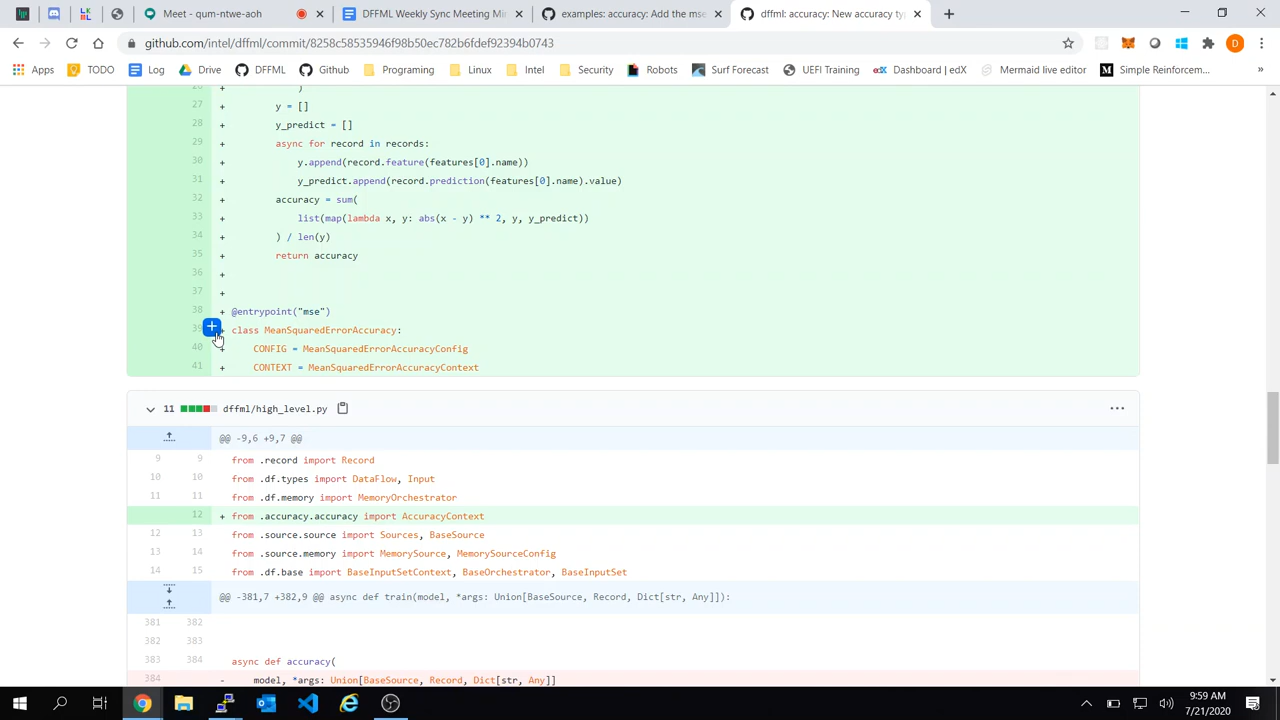 Meet - qum-ntwe-aoh
DFFML Weekly Sync Meeting Mi
examples: accuracy: Add the mse
dffml: accuracy: New accuracy typ
github.com/intel/dffml/commit/8258c58535946f98b50ec782b6fdef92394b0743
Apps TODO Log Drive DFFML Github Programing Linux Intel Security Robots Surf Forecast UEFI Training Dashboard | edX Mermaid live editor Simple Reinforcem... »
26 + )
27 + y = []
28 + y_predict = []
29 + async for record in records:
30 + y.append(record.feature(features[0].name))
31 + y_predict.append(record.prediction(features[0].name).value)
32 + accuracy = sum(
33 + list(map(lambda x, y: abs(x - y) ** 2, y, y_predict))
34 + ) / len(y)
35 + return accuracy
36 +
37 +
38 + @entrypoint("mse")
39 + class MeanSquaredErrorAccuracy:
40 + CONFIG = MeanSquaredErrorAccuracyConfig
41 + CONTEXT = MeanSquaredErrorAccuracyContext
11 dffml/high_level.py
@@ -9,6 +9,7 @@
9 9 from .record import Record
10 10 from .df.types import DataFlow, Input
11 11 from .df.memory import MemoryOrchestrator
12 + from .accuracy.accuracy import AccuracyContext
12 13 from .source.source import Sources, BaseSource
13 14 from .source.memory import MemorySource, MemorySourceConfig
14 15 from .df.base import BaseInputSetContext, BaseOrchestrator, BaseInputSet
@@ -381,7 +382,9 @@ async def train(model, *args: Union[BaseSource, Record, Dict[str, Any]]):
381 382
382 383
383 384 async def accuracy(
384 - model, *args: Union[BaseSource, Record, Dict[str, Any]]
9:59 AM
7/21/2020